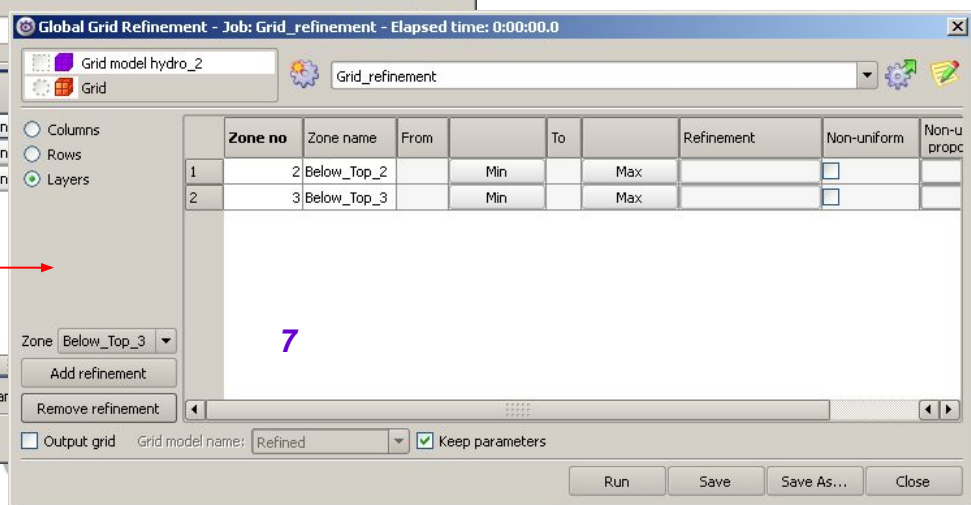 Global Grid Refinement - Job: Grid_refinement - Elapsed time: 0:00:00.0
Grid model hydro_2
Grid
Grid_refinement
Columns
Rows
Layers
Zone no Zone name From To Refinement Non-uniform Non-u
propo
1 2 Below_Top_2 Min Max
2 3 Below_Top_3 Min Max
7
Zone Below_Top_3
Add refinement
Remove refinement
Output grid Grid model name: Refined Keep parameters
Run Save Save As... Close